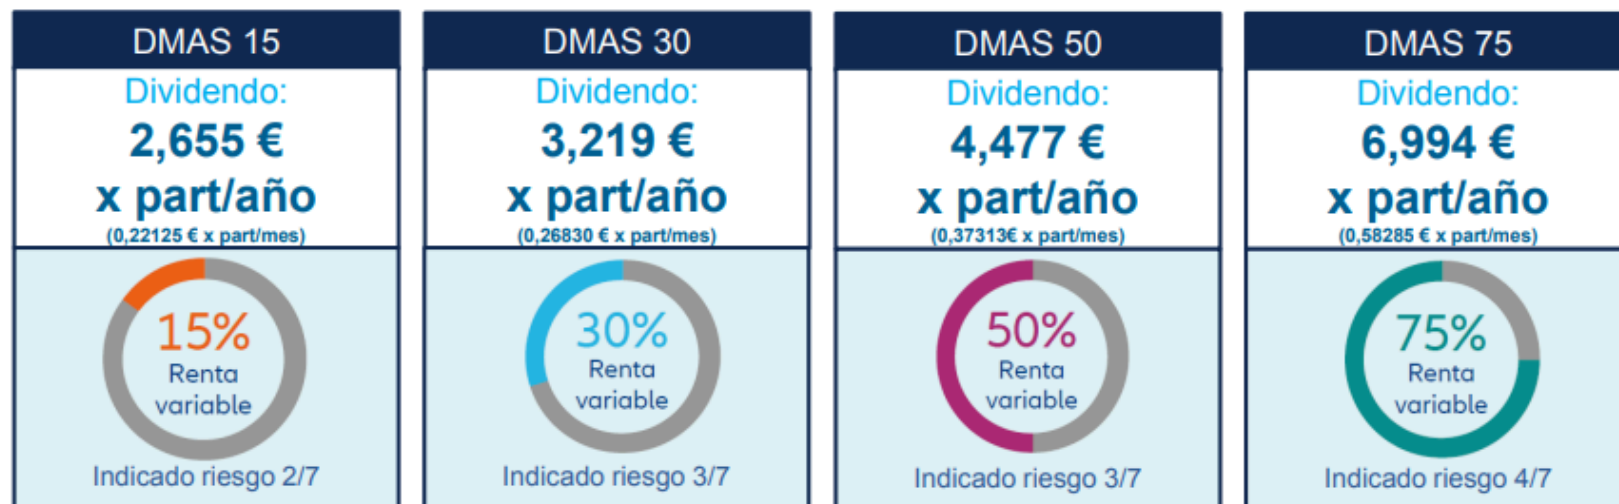 DMAS 15
Dividendo:
2,655 €
x part/año
(0,22125 € x part/mes)
15%
Renta
variable
Indicado riesgo 2/7
DMAS 30
Dividendo:
3,219 €
x part/año
(0,26830 € x part/mes)
30%
Renta
variable
Indicado riesgo 3/7
DMAS 50
Dividendo:
4,477 €
x part/año
(0,37313€ x part/mes)
50%
Renta
variable
Indicado riesgo 3/7
DMAS 75
Dividendo:
6,994 €
x part/año
(0,58285 € x part/mes)
75%
Renta
variable
Indicado riesgo 4/7